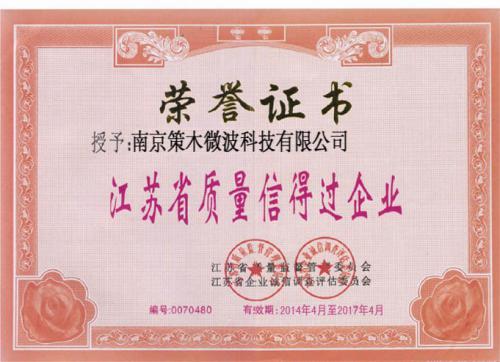 荣誉证书
授予:南京策木微波科技有限公司
江苏省质量信得过企业
江苏省质量监督管理委员会
江苏省企业诚信调查评估委员会
编号:0070480 有效期:2014年4月至2017年4月